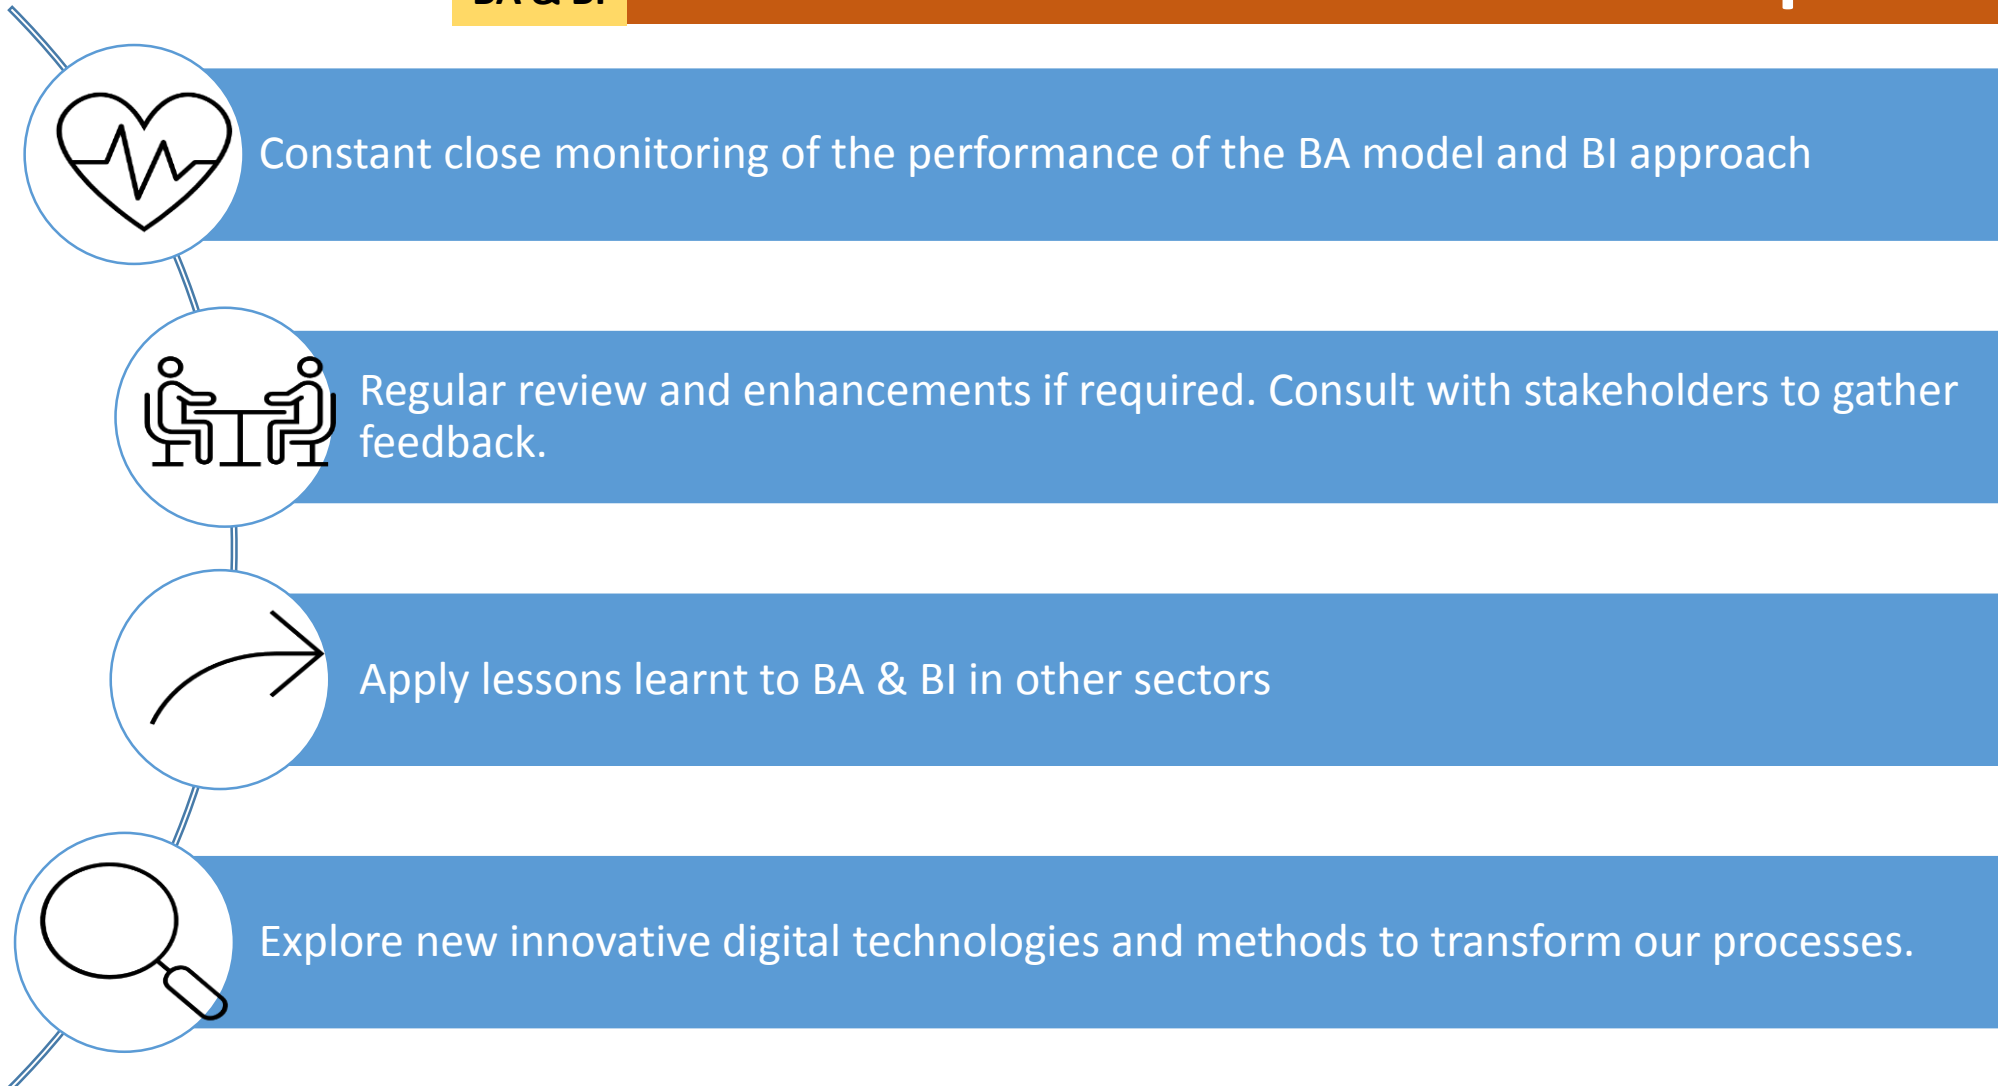 BA & BI
Constant close monitoring of the performance of the BA model and BI approach
Regular review and enhancements if required. Consult with stakeholders to gather
feedback.
Apply lessons learnt to BA & BI in other sectors
Explore new innovative digital technologies and methods to transform our processes.